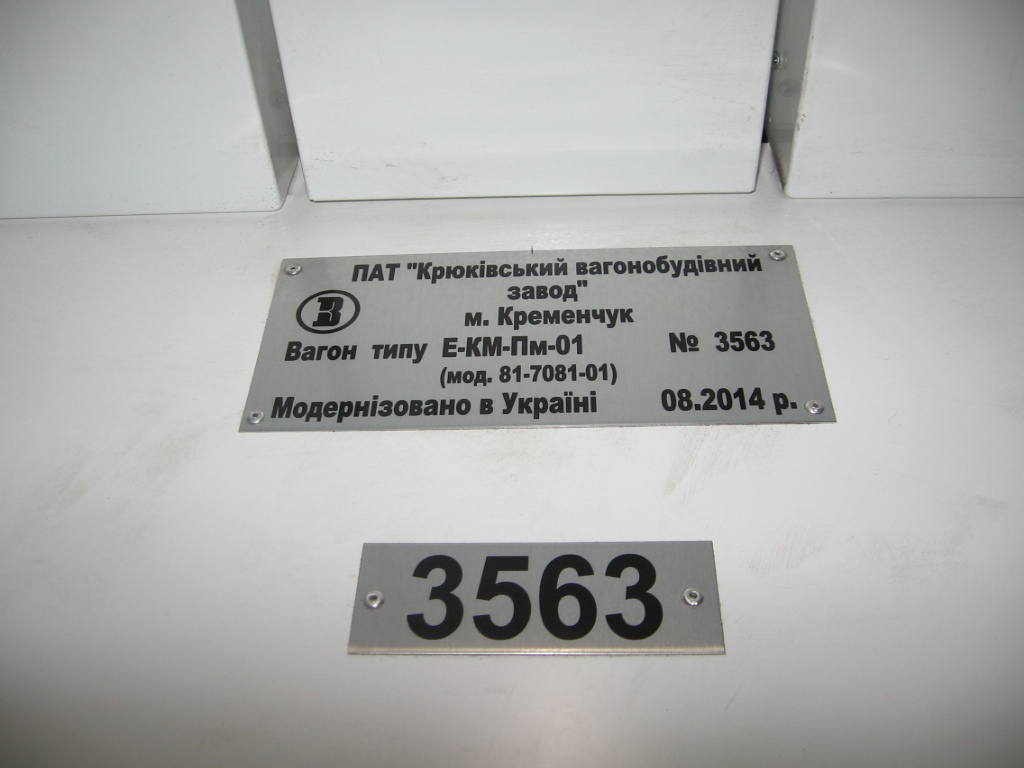 ПАТ "Крюківський вагонобудівний
завод"
м. Кременчук
Вагон типу Е-КМ-Пм-01 № 3563
(мод. 81-7081-01)
Модернізовано в Україні 08.2014 р.
3563